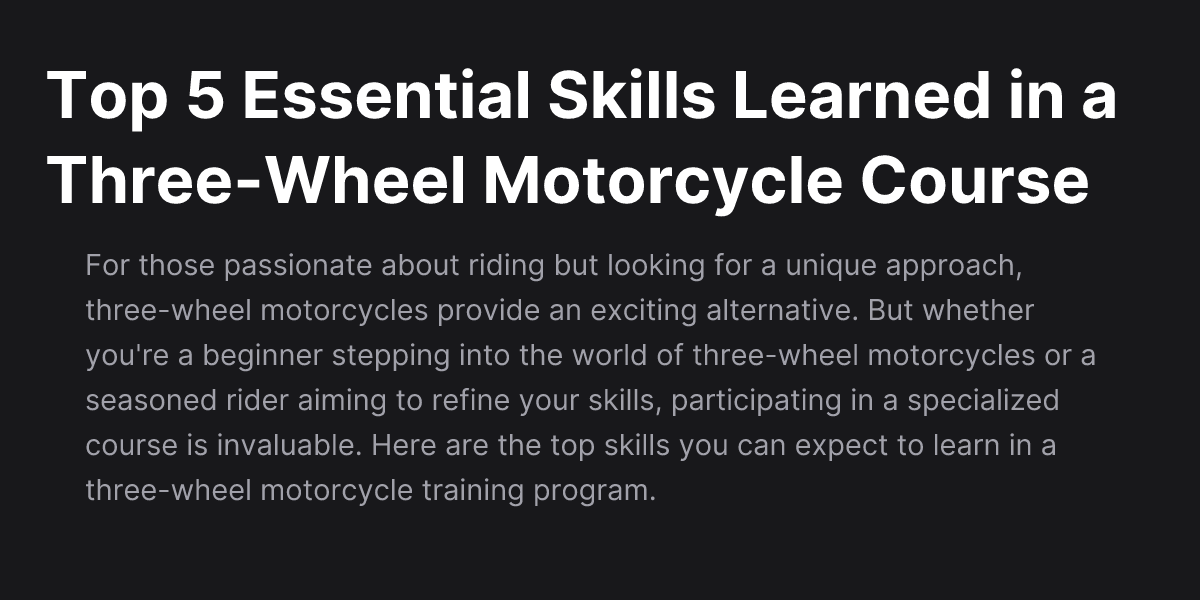 Top 5 Essential Skills Learned in a
Three-Wheel Motorcycle Course
For those passionate about riding but looking for a unique approach,
three-wheel motorcycles provide an exciting alternative. But whether
you're a beginner stepping into the world of three-wheel motorcycles or a
seasoned rider aiming to refine your skills, participating in a specialized
course is invaluable. Here are the top skills you can expect to learn in a
three-wheel motorcycle training program.